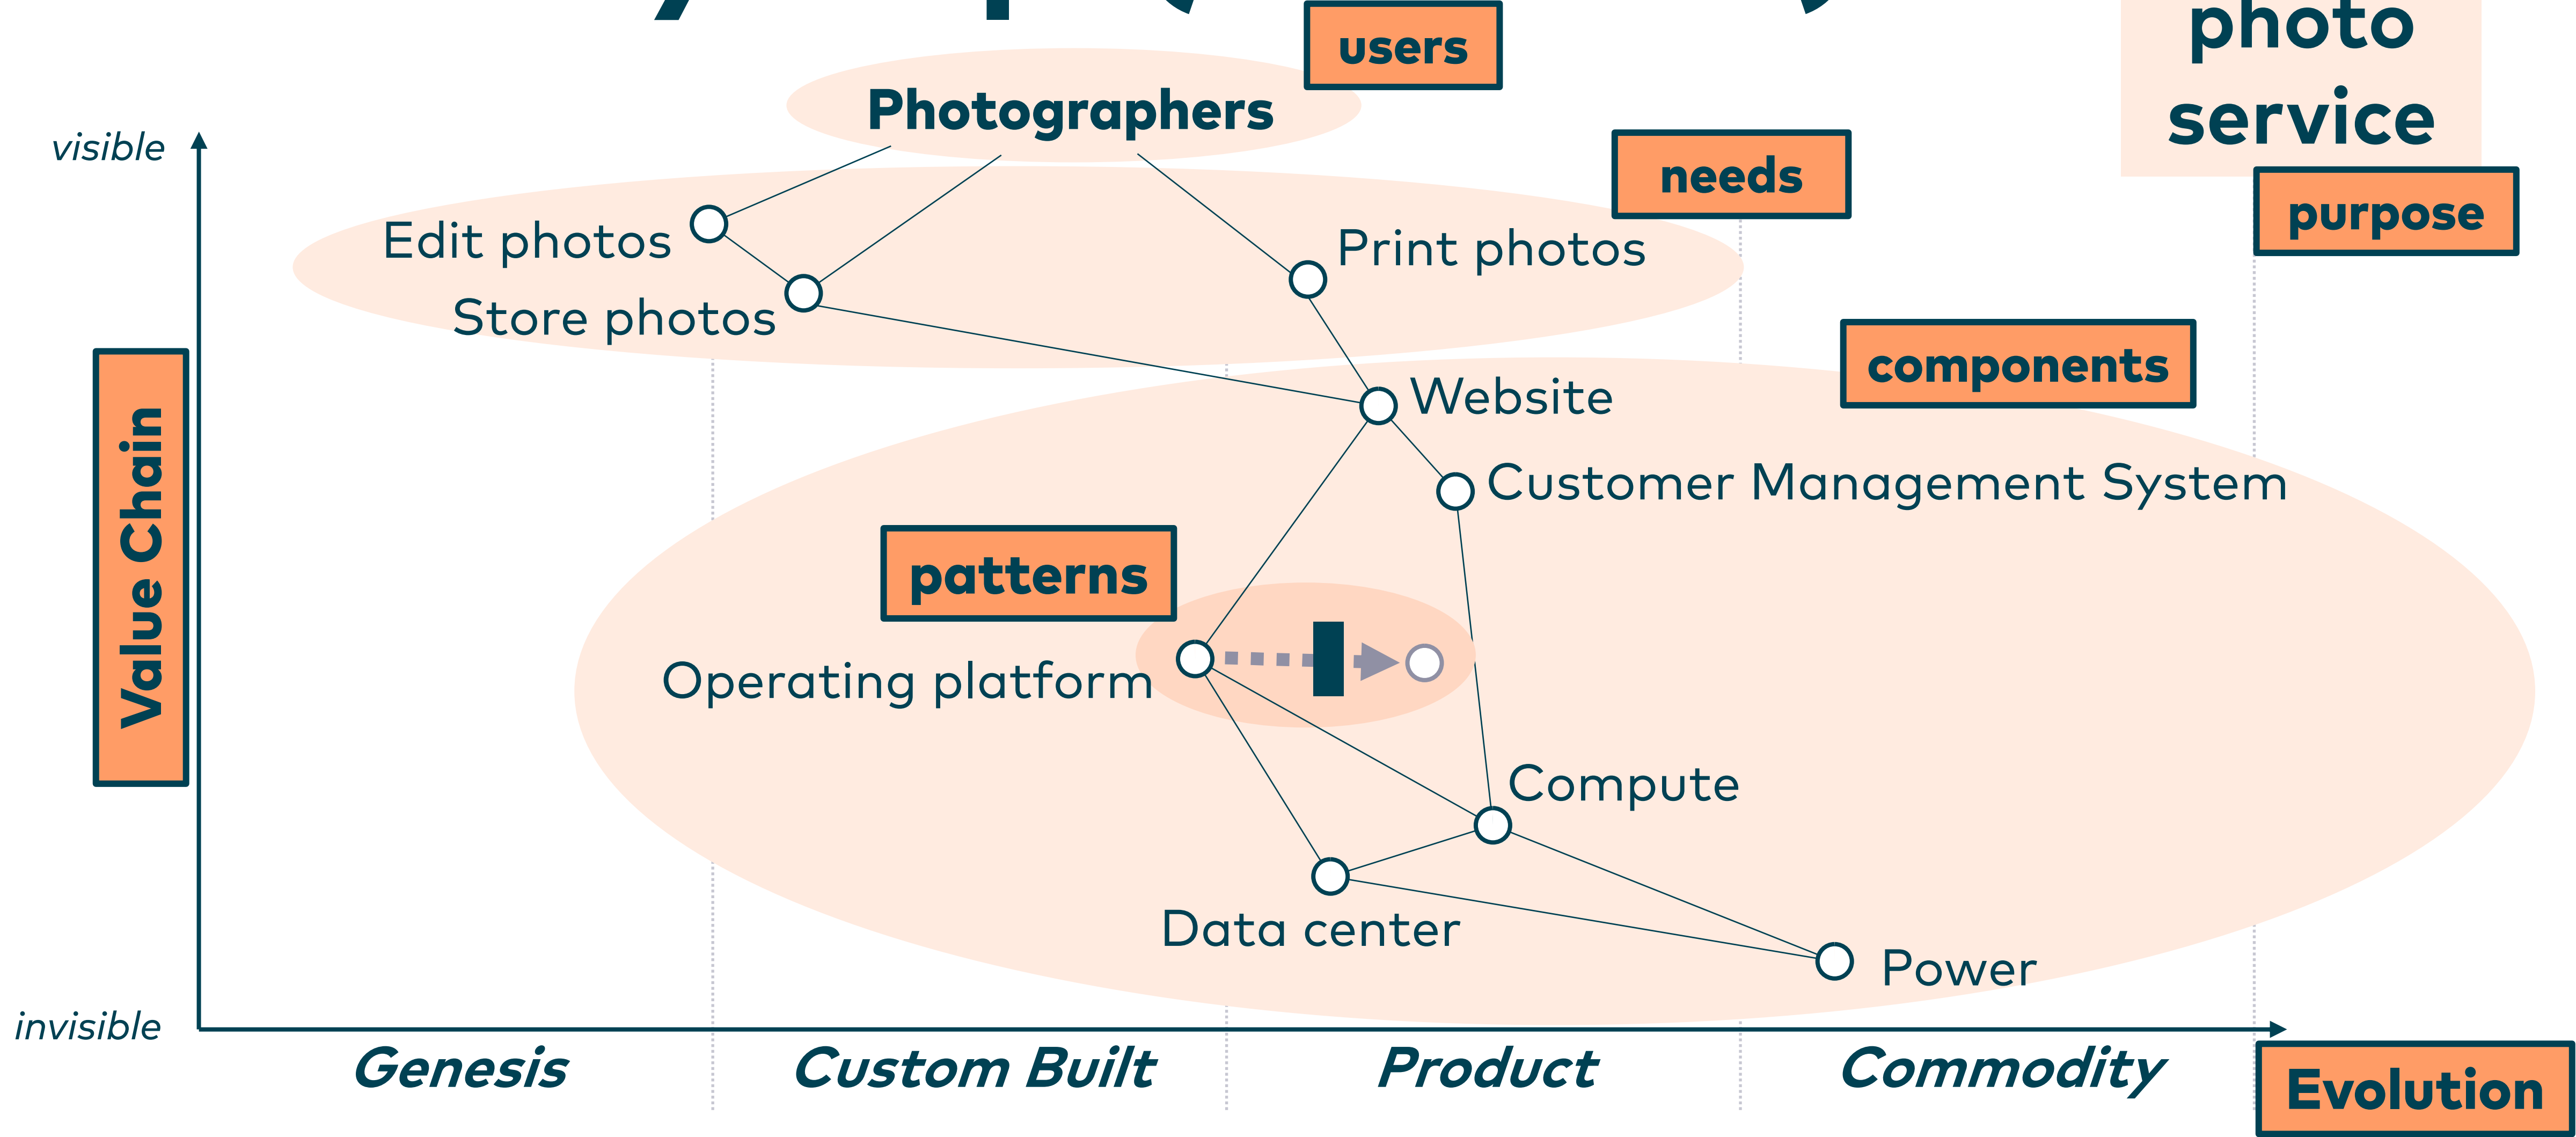 users
photo
service
Photographers
visible
needs
purpose
Edit photos
Print photos
Store photos
components
Website
Value Chain
Customer Management System
patterns
Operating platform
Compute
Data center
Power
invisible
Genesis
Custom Built
Product
Commodity
Evolution